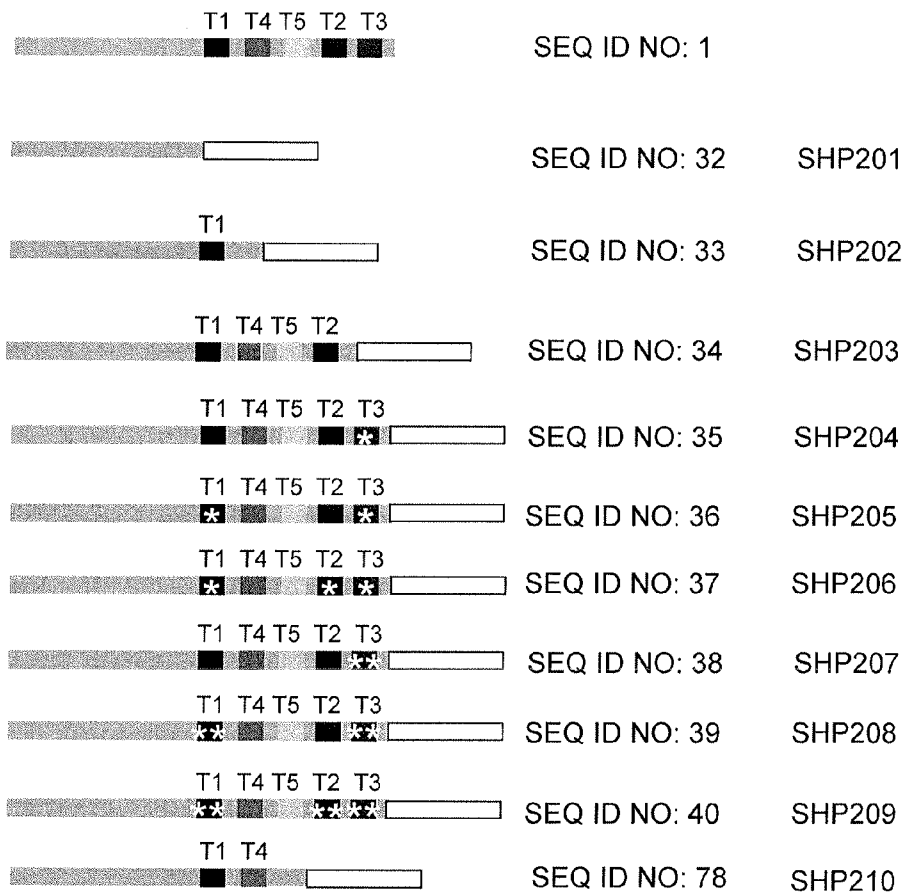 T1 T4 T5 T2 T3
SEQ ID NO: 1
SEQ ID NO: 32 SHP201
T1
SEQ ID NO: 33 SHP202
T1 T4 T5 T2
SEQ ID NO: 34 SHP203
T1 T4 T5 T2 T3
* SEQ ID NO: 35 SHP204
T1 T4 T5 T2 T3
* * SEQ ID NO: 36 SHP205
T1 T4 T5 T2 T3
* * * SEQ ID NO: 37 SHP206
T1 T4 T5 T2 T3
** SEQ ID NO: 38 SHP207
T1 T4 T5 T2 T3
** ** SEQ ID NO: 39 SHP208
T1 T4 T5 T2 T3
** ** ** SEQ ID NO: 40 SHP209
T1 T4
SEQ ID NO: 78 SHP210